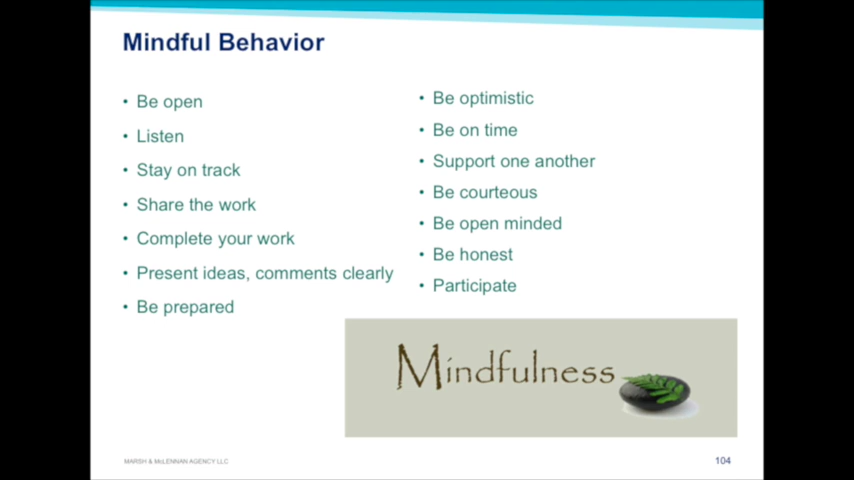 Mindful Behavior
• Be open
• Listen
• Stay on track
• Share the work
• Complete your work
• Present ideas, comments clearly
• Be prepared
• Be optimistic
• Be on time
• Support one another
• Be courteous
• Be open minded
• Be honest
• Participate
Mindfulness
MARSH & McLENNAN AGENCY LLC
104